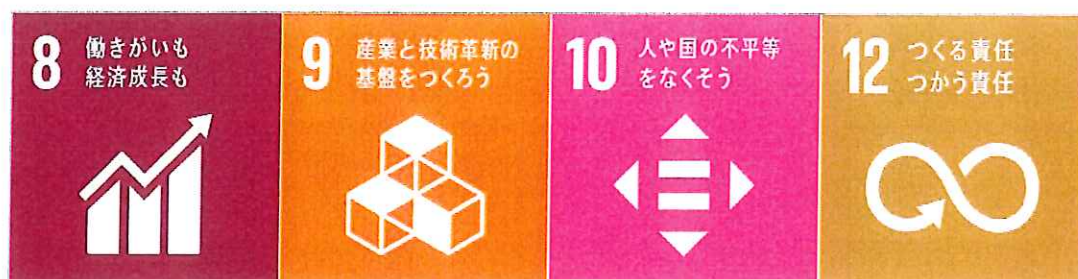 8 働きがいも
経済成長も
9 産業と技術革新の
基盤をつくろう
10 人や国の不平等
をなくそう
12 つくる責任
つかう責任